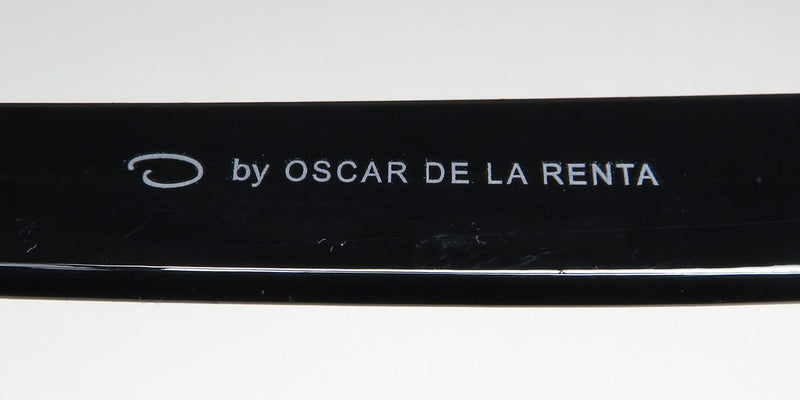 O by OSCAR DE LA RENTA